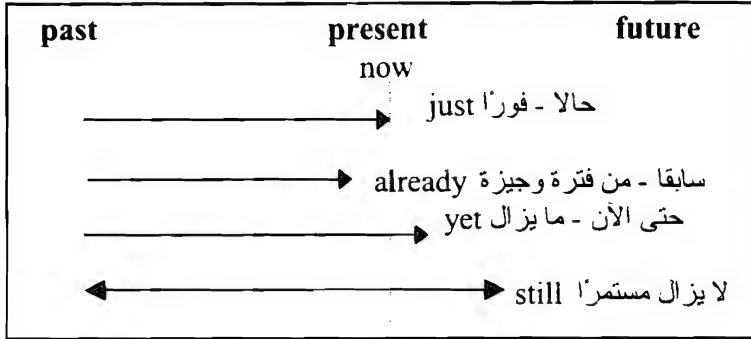 past present future
now
just حالا - فورًا
already سابقا - من فترة وجيزة
yet حتى الآن - ما يزال
still لا يزال مستمرًا